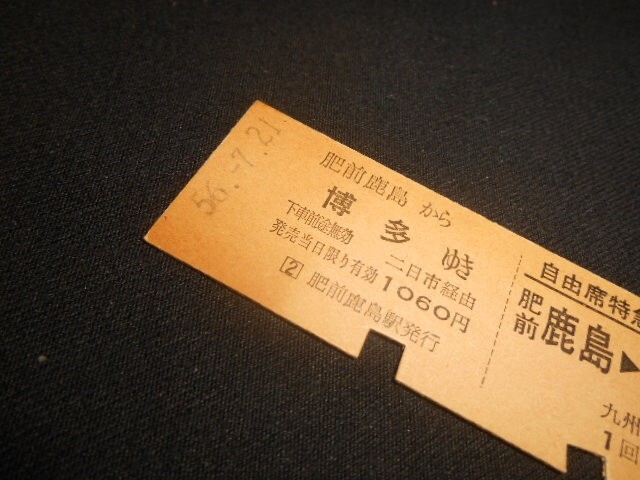 56.-7.21
肥前鹿島から
博多ゆき
下車前途無効 二日市経由
発売当日限り有効 1060円
2 肥前鹿島駅発行
自由席特急
肥前鹿島▶
九州
1回